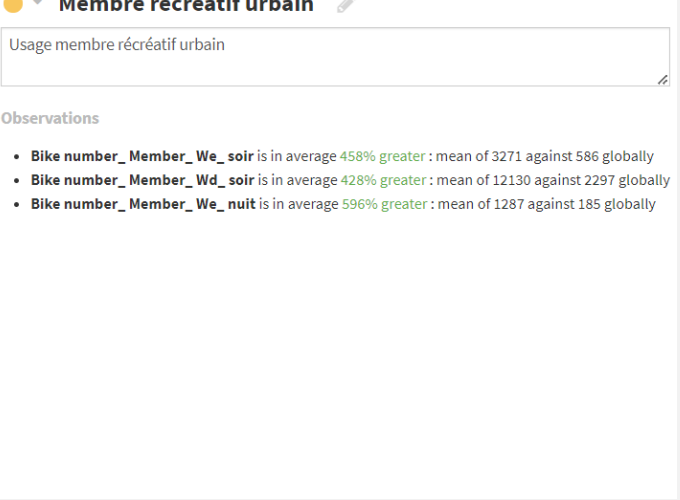 Membre récréatif urbain
Usage membre récréatif urbain
Observations
Bike number_ Member_ We_ soir is in average 458% greater : mean of 3271 against 586 globally
Bike number_ Member_ Wd_ soir is in average 428% greater : mean of 12130 against 2297 globally
Bike number_ Member_ We_ nuit is in average 596% greater : mean of 1287 against 185 globally